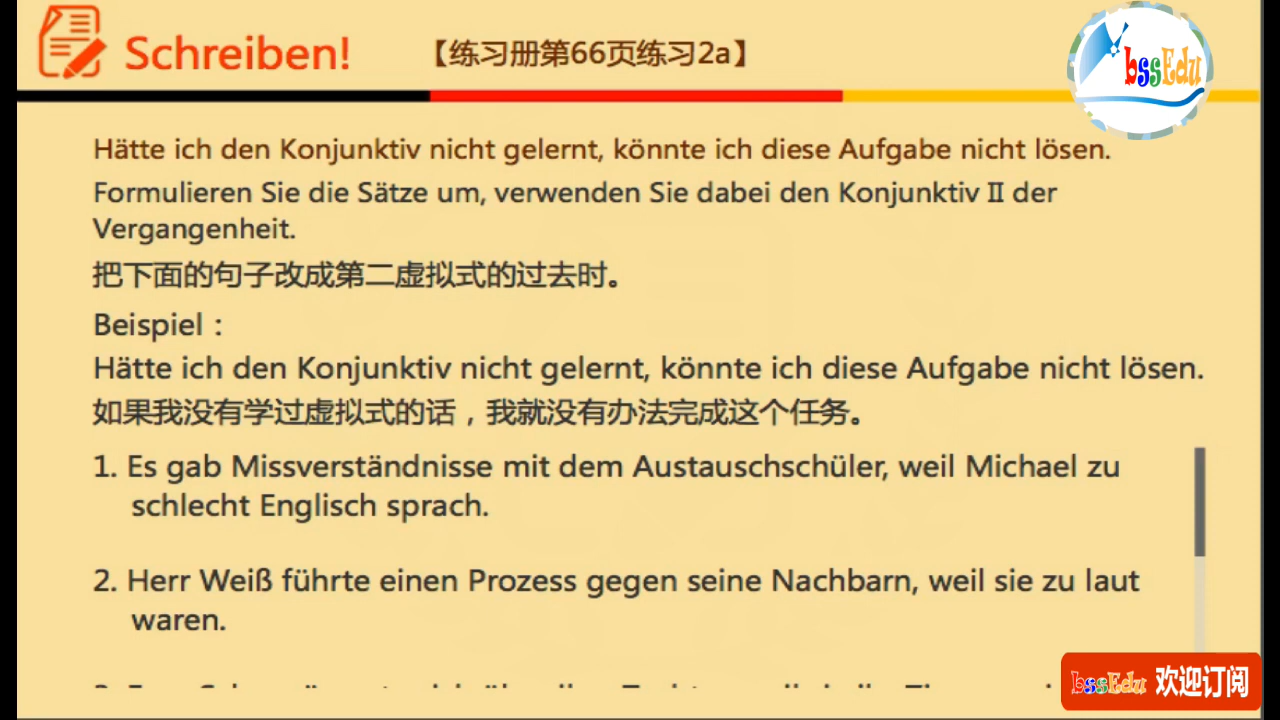 Schreiben!
【练习册第66页练习2a】
bssEdu
Hätte ich den Konjunktiv nicht gelernt, könnte ich diese Aufgabe nicht lösen.
Formulieren Sie die Sätze um, verwenden Sie dabei den Konjunktiv II der
Vergangenheit.
把下面的句子改成第二虚拟式的过去时。
Beispiel：
Hätte ich den Konjunktiv nicht gelernt, könnte ich diese Aufgabe nicht lösen.
如果我没有学过虚拟式的话，我就没有办法完成这个任务。
1. Es gab Missverständnisse mit dem Austauschschüler, weil Michael zu
schlecht Englisch sprach.
2. Herr Weiß führte einen Prozess gegen seine Nachbarn, weil sie zu laut
waren.
bssEdu 欢迎订阅